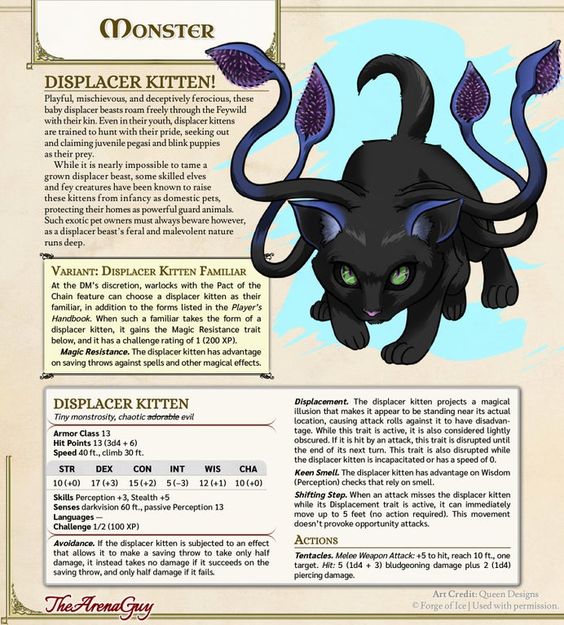 MONSTER
DISPLACER KITTEN!
Playful, mischievous, and deceptively ferocious, these
baby displacer beasts roam freely through the Feywild
with their kin. Even in their youth, displacer kittens
are trained to hunt with their pride, seeking out
and claiming juvenile pegasi and blink puppies
as their prey.
While it is nearly impossible to tame a
grown displacer beast, some skilled elves
and fey creatures have been known to raise
these kittens from infancy as domestic pets,
protecting their homes as powerful guard animals.
Such exotic pet owners must always beware however,
as a displacer beast's feral and malevolent nature
runs deep.
VARIANT: DISPLACER KITTEN FAMILIAR
At the DM's discretion, warlocks with the Pact of the
Chain feature can choose a displacer kitten as their
familiar, in addition to the forms listed in the Player's
Handbook. When such a familiar takes the form of a
displacer kitten, it gains the Magic Resistance trait
below, and it has a challenge rating of 1 (200 XP).
Magic Resistance. The displacer kitten has advantage
on saving throws against spells and other magical effects.
DISPLACER KITTEN
Tiny monstrosity, chaotic adorable evil
Armor Class 13
Hit Points 13 (3d4 + 6)
Speed 40 ft., climb 30 ft.
STR DEX CON INT WIS CHA
10 (+0) 17 (+3) 15 (+2) 5 (−3) 12 (+1) 10 (+0)
Skills Perception +3, Stealth +5
Senses darkvision 60 ft., passive Perception 13
Languages —
Challenge 1/2 (100 XP)
Avoidance. If the displacer kitten is subjected to an effect
that allows it to make a saving throw to take only half
damage, it instead takes no damage if it succeeds on the
saving throw, and only half damage if it fails.
Displacement. The displacer kitten projects a magical
illusion that makes it appear to be standing near its actual
location, causing attack rolls against it to have disadvan-
tage. While this trait is active, it is also considered lightly
obscured. If it is hit by an attack, this trait is disrupted until
the end of its next turn. This trait is also disrupted while
the displacer kitten is incapacitated or has a speed of 0.
Keen Smell. The displacer kitten has advantage on Wisdom
(Perception) checks that rely on smell.
Shifting Step. When an attack misses the displacer kitten
while its Displacement trait is active, it can immediately
move up to 5 feet (no action required). This movement
doesn't provoke opportunity attacks.
ACTIONS
Tentacles. Melee Weapon Attack: +5 to hit, reach 10 ft., one
target. Hit: 5 (1d4 + 3) bludgeoning damage plus 2 (1d4)
piercing damage.
TheArenaGuy
Art Credit: Queen Designs
© Forge of Ice | Used with permission.